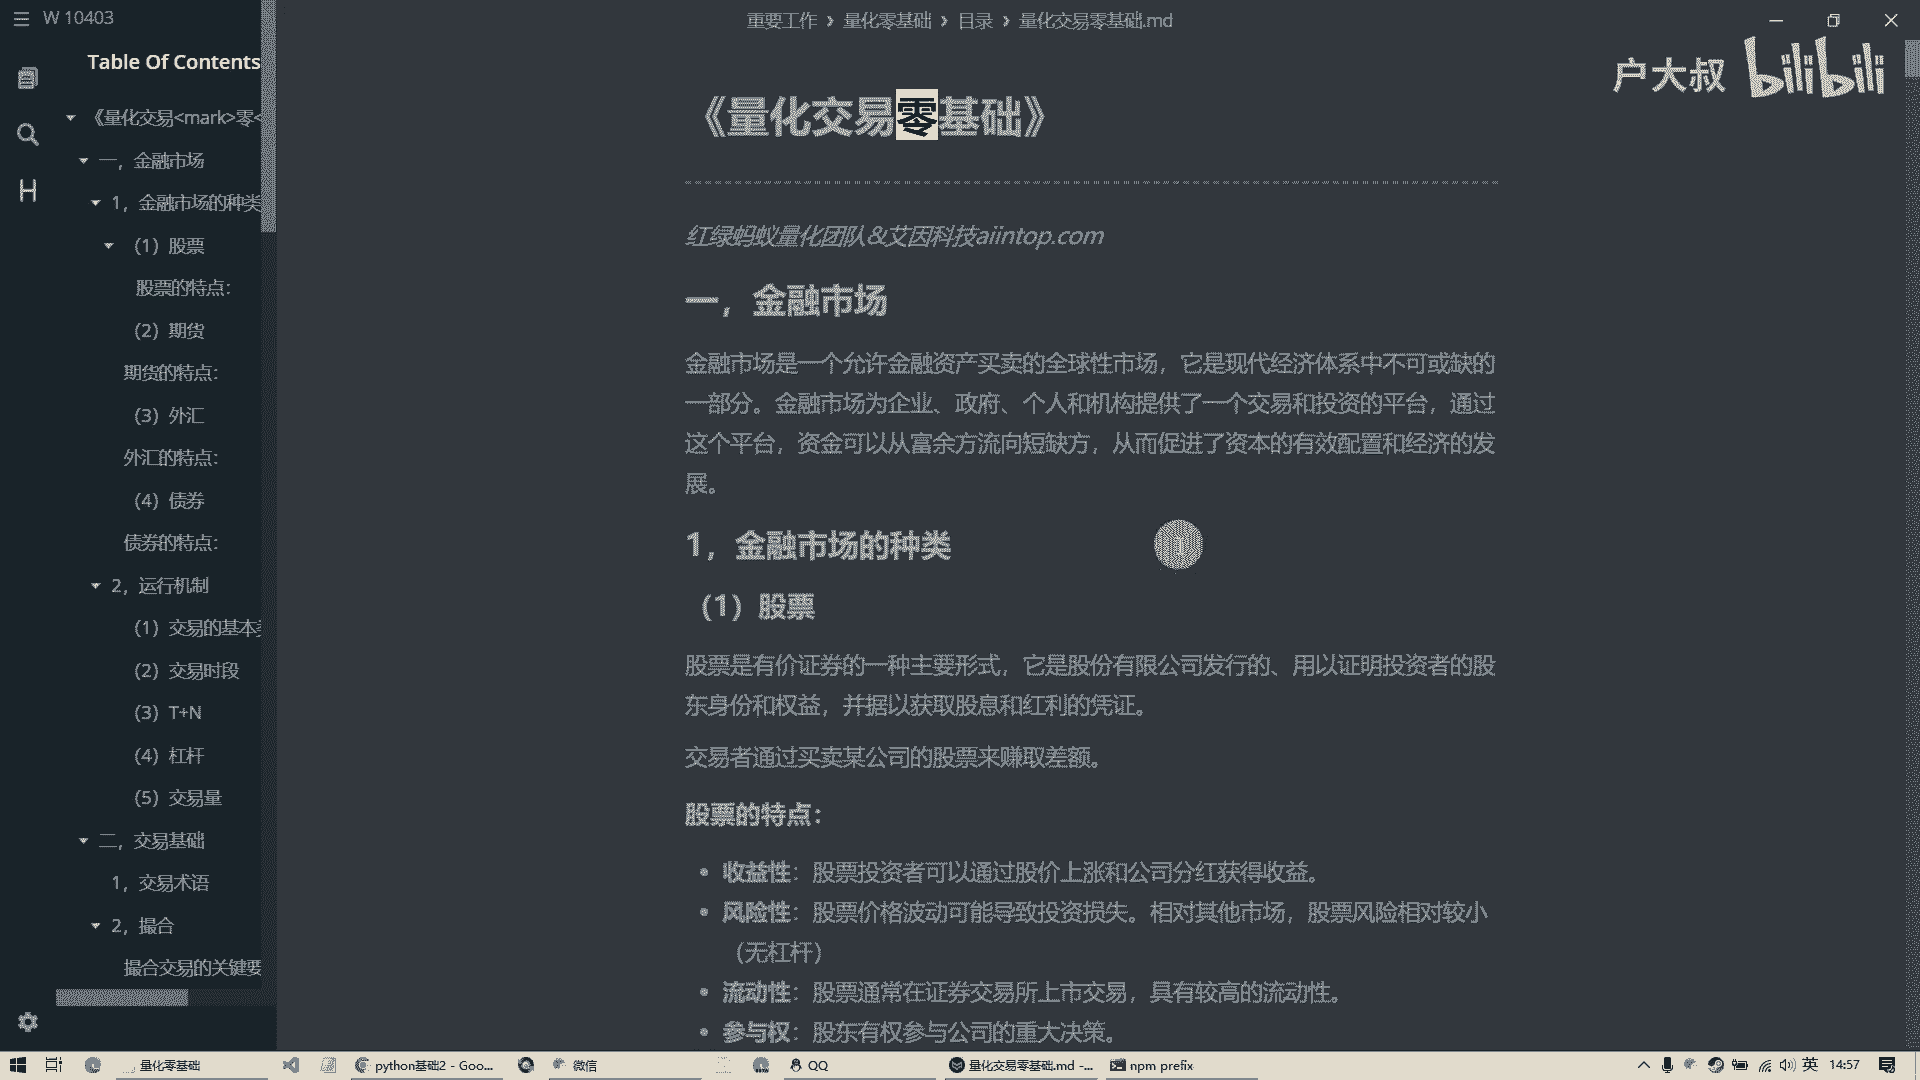 W 10403
重要工作 › 量化零基础 › 目录 › 量化交易零基础.md
户大叔 bilibili
Table Of Contents
《量化交易<mark>零<
一，金融市场
1，金融市场的种类
（1）股票
股票的特点：
（2）期货
期货的特点：
（3）外汇
外汇的特点：
（4）债券
债券的特点：
2，运行机制
（1）交易的基本
（2）交易时段
（3）T+N
（4）杠杆
（5）交易量
二，交易基础
1，交易术语
2，撮合
撮合交易的关键要
《量化交易零基础》
红绿蚂蚁量化团队&艾因科技aiintop.com
一，金融市场
金融市场是一个允许金融资产买卖的全球性市场，它是现代经济体系中不可或缺的
一部分。金融市场为企业、政府、个人和机构提供了一个交易和投资的平台，通过
这个平台，资金可以从富余方流向短缺方，从而促进了资本的有效配置和经济的发
展。
1，金融市场的种类
（1）股票
股票是有价证券的一种主要形式，它是股份有限公司发行的、用以证明投资者的股
东身份和权益，并据以获取股息和红利的凭证。
交易者通过买卖某公司的股票来赚取差额。
股票的特点：
• 收益性：股票投资者可以通过股价上涨和公司分红获得收益。
• 风险性：股票价格波动可能导致投资损失。相对其他市场，股票风险相对较小
（无杠杆）
• 流动性：股票通常在证券交易所上市交易，具有较高的流动性。
• 参与权：股东有权参与公司的重大决策。
量化零基础
python基础2 - Goo...
微信
QQ
量化交易零基础.md -...
npm prefix
英
14:57